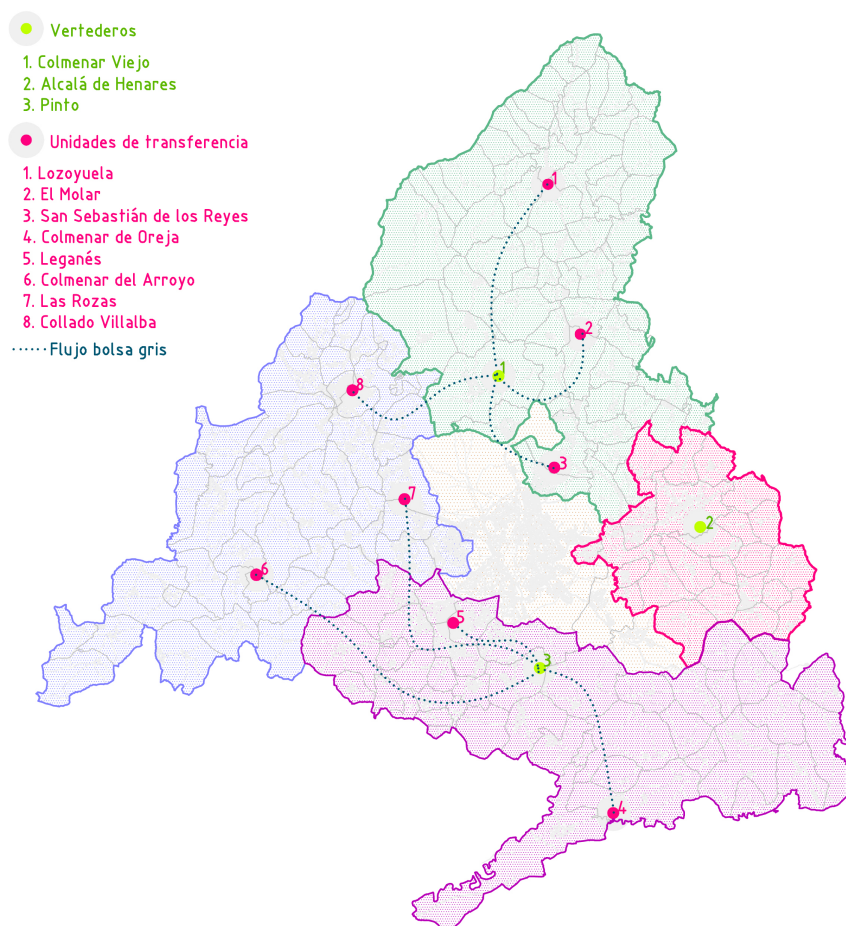 Vertederos
1. Colmenar Viejo
2. Alcalá de Henares
3. Pinto
Unidades de transferencia
1. Lozoyuela
2. El Molar
3. San Sebastián de los Reyes
4. Colmenar de Oreja
5. Leganés
6. Colmenar del Arroyo
7. Las Rozas
8. Collado Villalba
Flujo bolsa gris
1
2
1
8
3
7
2
6
5
3
4